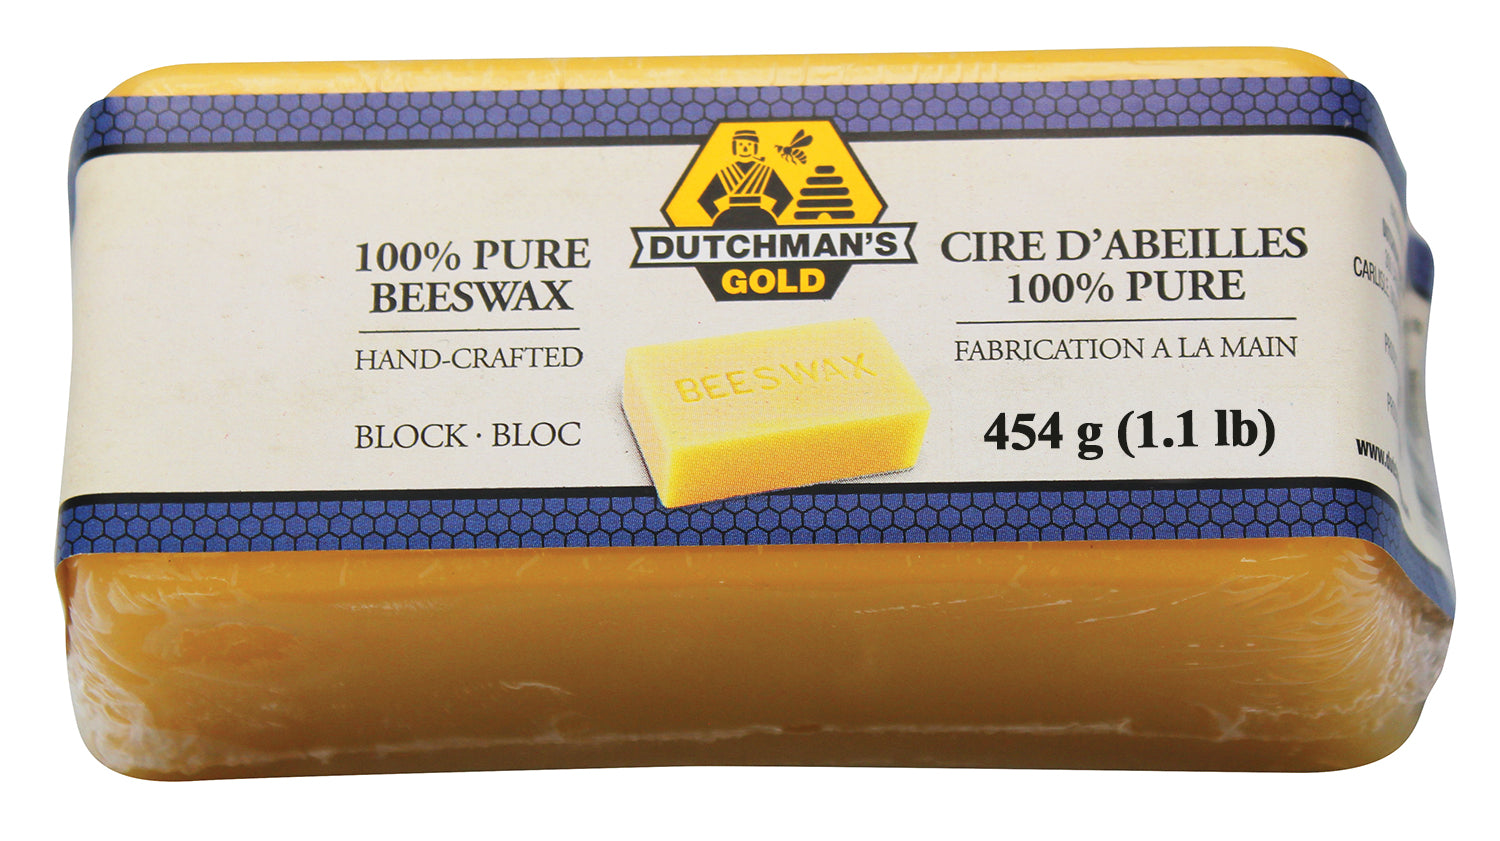 100% PURE
BEESWAX
HAND-CRAFTED
BLOCK · BLOC
DUTCHMAN'S
GOLD
BEESWAX
CIRE D'ABEILLES
100% PURE
FABRICATION A LA MAIN
454 g (1.1 lb)